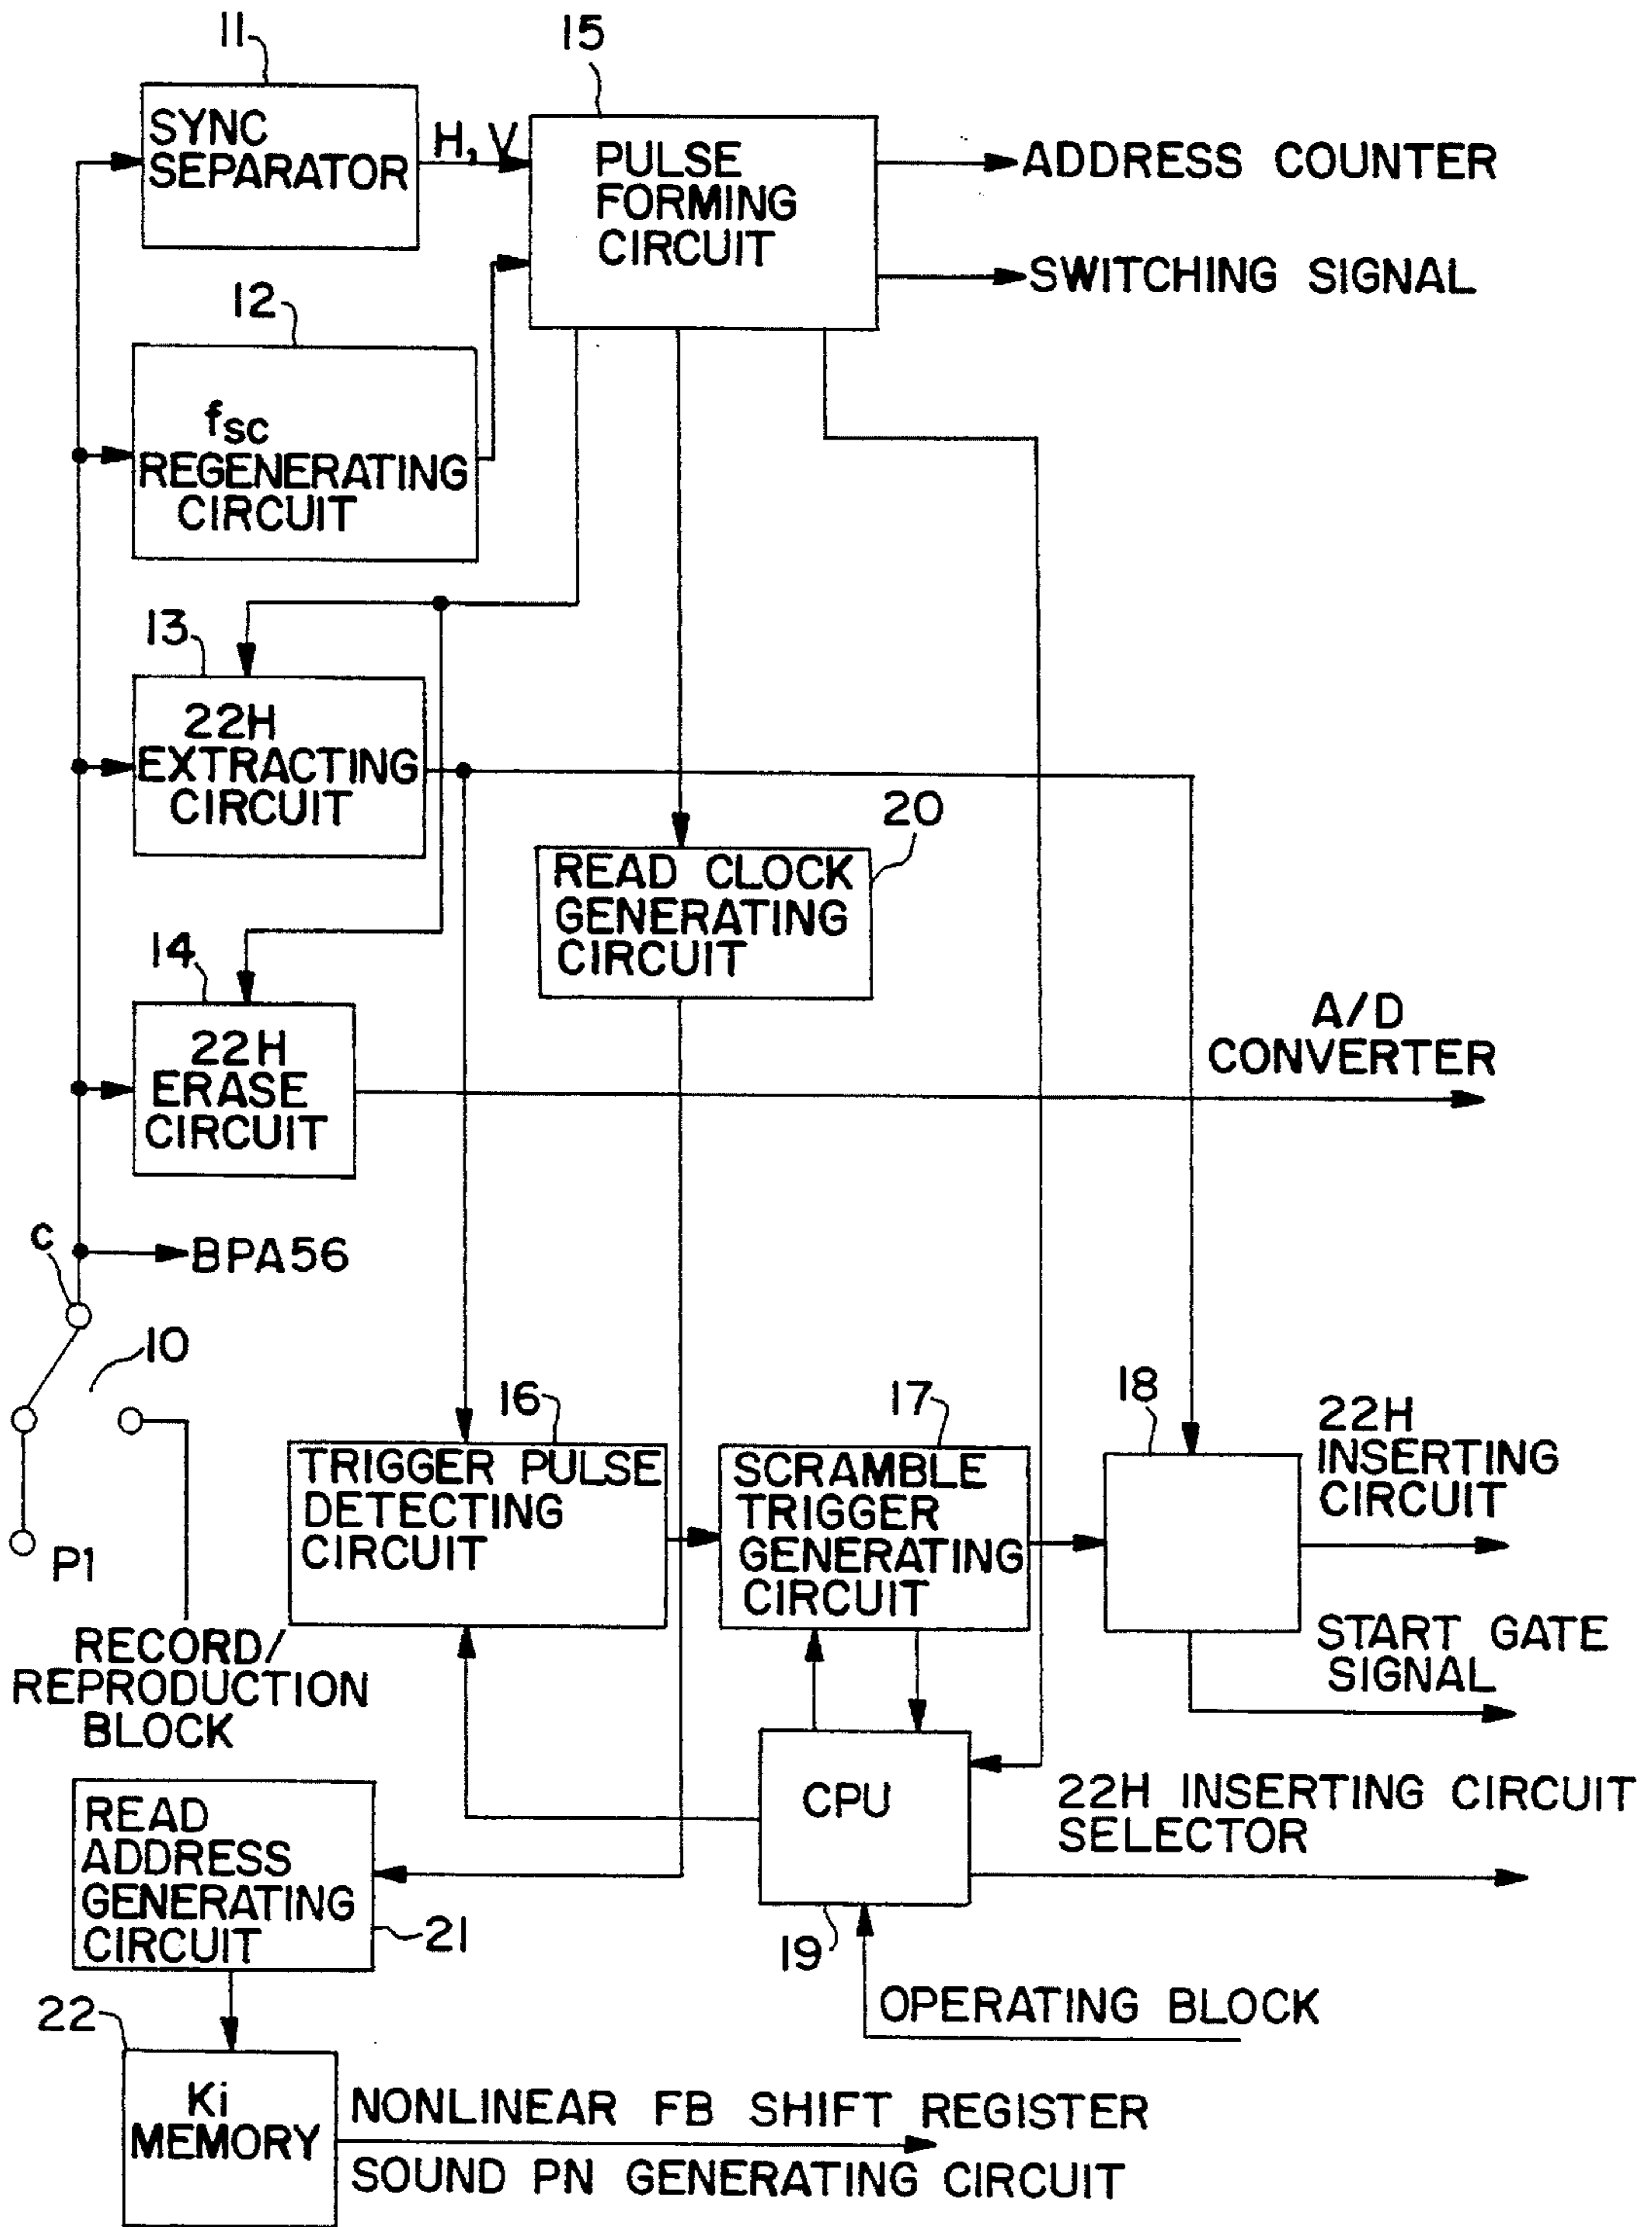 11
15
SYNC
SEPARATOR
H, V
PULSE
FORMING
CIRCUIT
ADDRESS COUNTER
SWITCHING SIGNAL
12
fsc
REGENERATING
CIRCUIT
13
22H
EXTRACTING
CIRCUIT
20
READ CLOCK
GENERATING
CIRCUIT
14
22H
ERASE
CIRCUIT
A/D
CONVERTER
c
BPA56
10
P1
RECORD/
REPRODUCTION
BLOCK
16
TRIGGER PULSE
DETECTING
CIRCUIT
17
SCRAMBLE
TRIGGER
GENERATING
CIRCUIT
18
22H
INSERTING
CIRCUIT
START GATE
SIGNAL
CPU
19
22H INSERTING CIRCUIT
SELECTOR
READ
ADDRESS
GENERATING
CIRCUIT
21
OPERATING BLOCK
22
Ki
MEMORY
NONLINEAR FB SHIFT REGISTER
SOUND PN GENERATING CIRCUIT